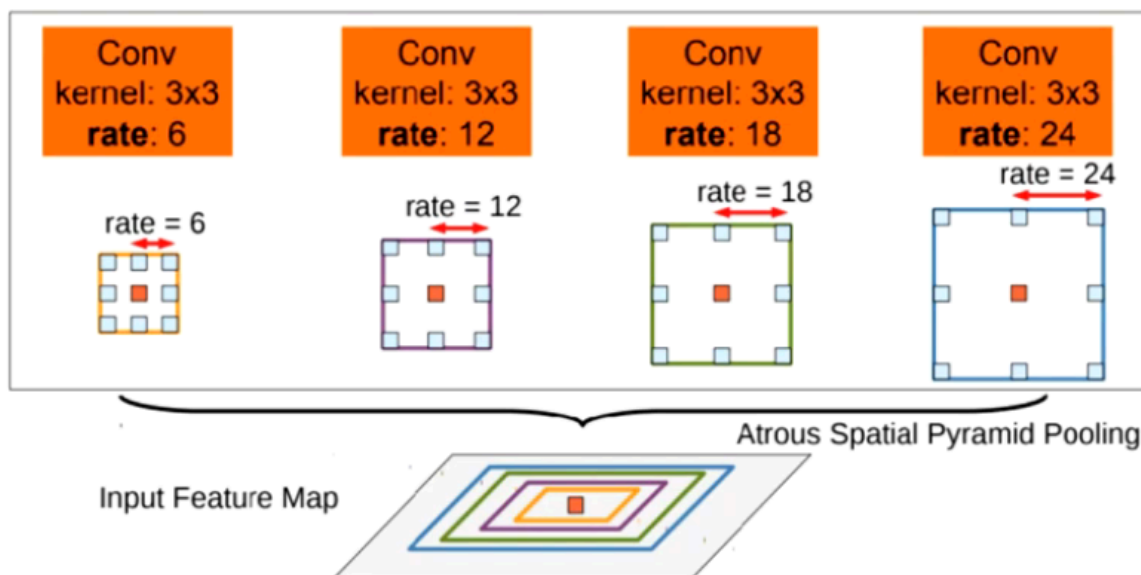 Conv
kernel: 3x3
rate: 6
Conv
kernel: 3x3
rate: 12
Conv
kernel: 3x3
rate: 18
Conv
kernel: 3x3
rate: 24
rate = 6
rate = 12
rate = 18
rate = 24
Atrous Spatial Pyramid Pooling
Input Feature Map